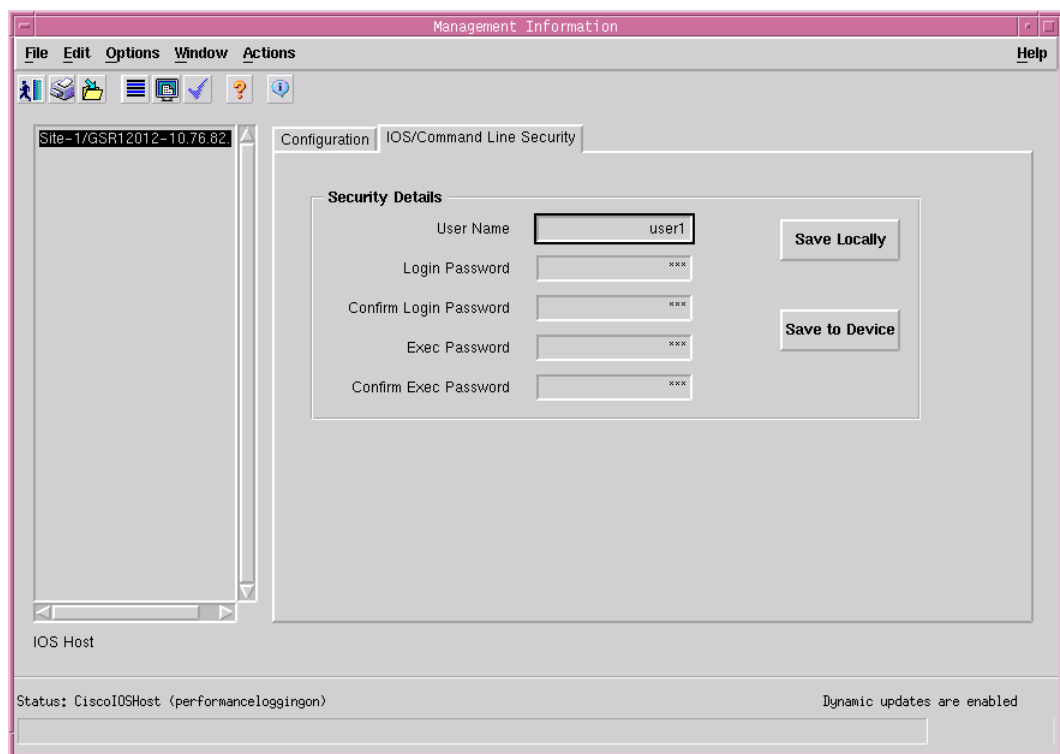 Management Information
File Edit Options Window Actions Help
Site-1/GSR12012-10.76.82.
Configuration IOS/Command Line Security
Security Details
User Name user1
Save Locally
Login Password ***
Confirm Login Password ***
Save to Device
Exec Password ***
Confirm Exec Password ***
IOS Host
Status: CiscoIOSHost (performanceloggingon) Dynamic updates are enabled